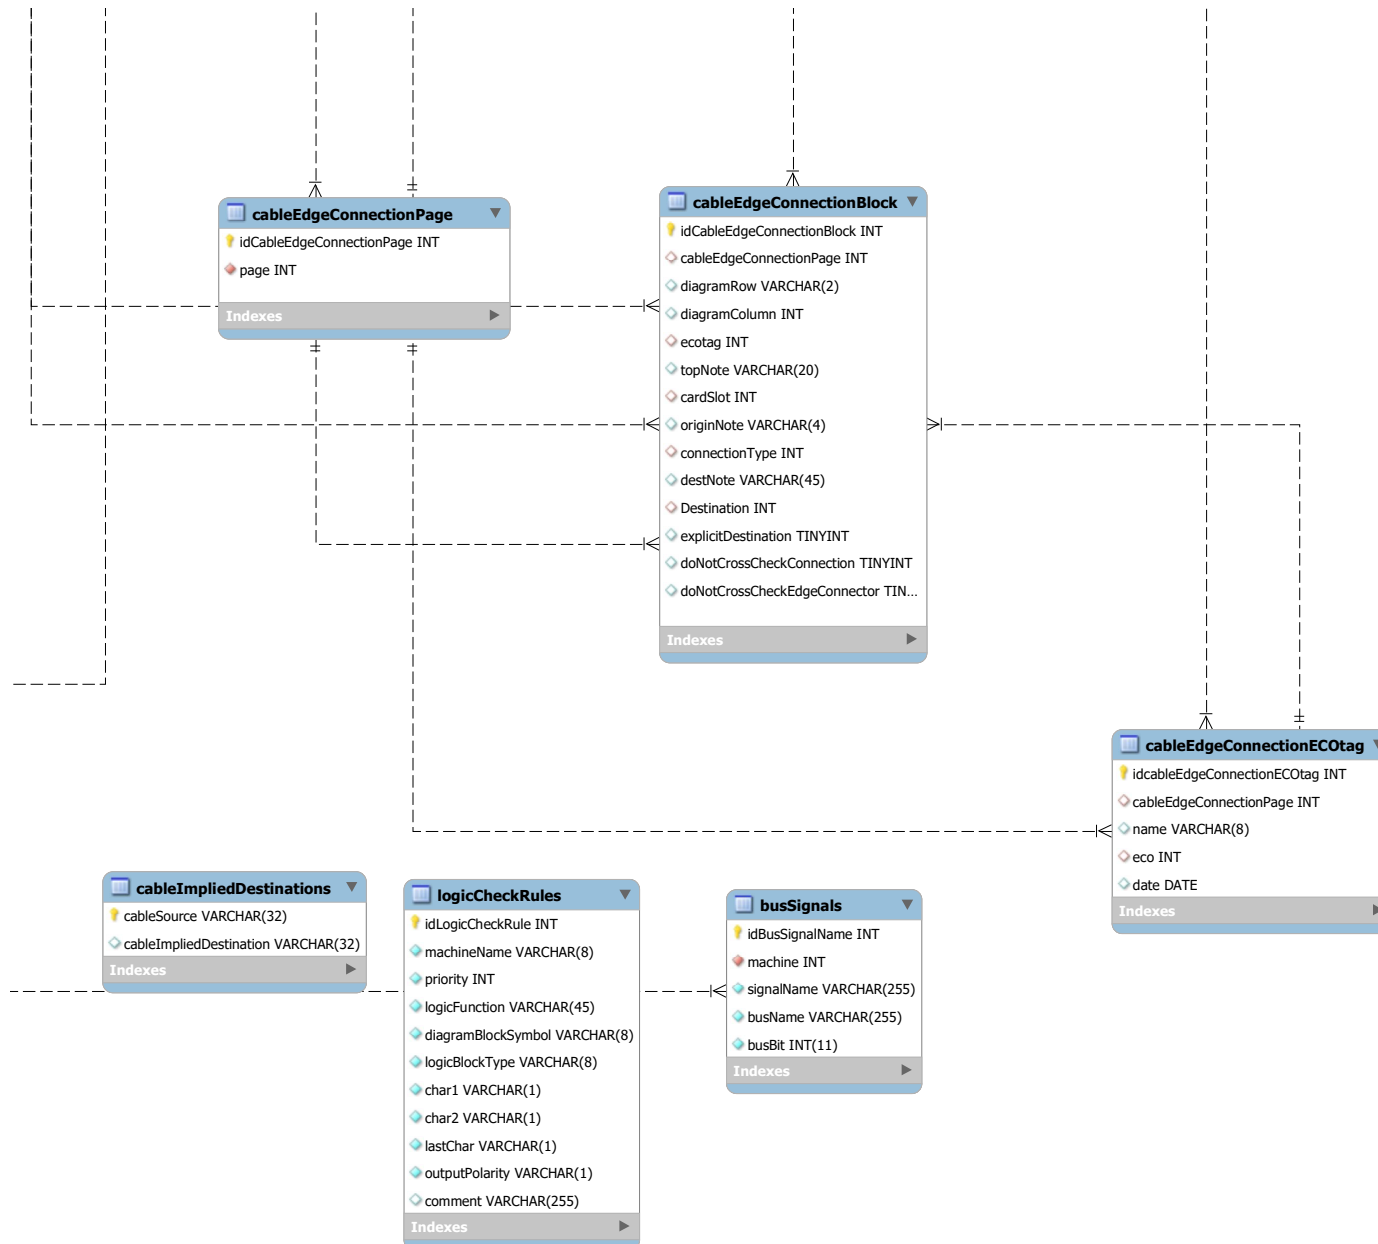 cableEdgeConnectionPage
idCableEdgeConnectionPage INT
page INT
Indexes
cableEdgeConnectionBlock
idCableEdgeConnectionBlock INT
cableEdgeConnectionPage INT
diagramRow VARCHAR(2)
diagramColumn INT
ecotag INT
topNote VARCHAR(20)
cardSlot INT
originNote VARCHAR(4)
connectionType INT
destNote VARCHAR(45)
Destination INT
explicitDestination TINYINT
doNotCrossCheckConnection TINYINT
doNotCrossCheckEdgeConnector TIN...
Indexes
cableEdgeConnectionECOtag
idcableEdgeConnectionECOtag INT
cableEdgeConnectionPage INT
name VARCHAR(8)
eco INT
date DATE
Indexes
cableImpliedDestinations
cableSource VARCHAR(32)
cableImpliedDestination VARCHAR(32)
Indexes
logicCheckRules
idLogicCheckRule INT
machineName VARCHAR(8)
priority INT
logicFunction VARCHAR(45)
diagramBlockSymbol VARCHAR(8)
logicBlockType VARCHAR(8)
char1 VARCHAR(1)
char2 VARCHAR(1)
lastChar VARCHAR(1)
outputPolarity VARCHAR(1)
comment VARCHAR(255)
Indexes
busSignals
idBusSignalName INT
machine INT
signalName VARCHAR(255)
busName VARCHAR(255)
busBit INT(11)
Indexes